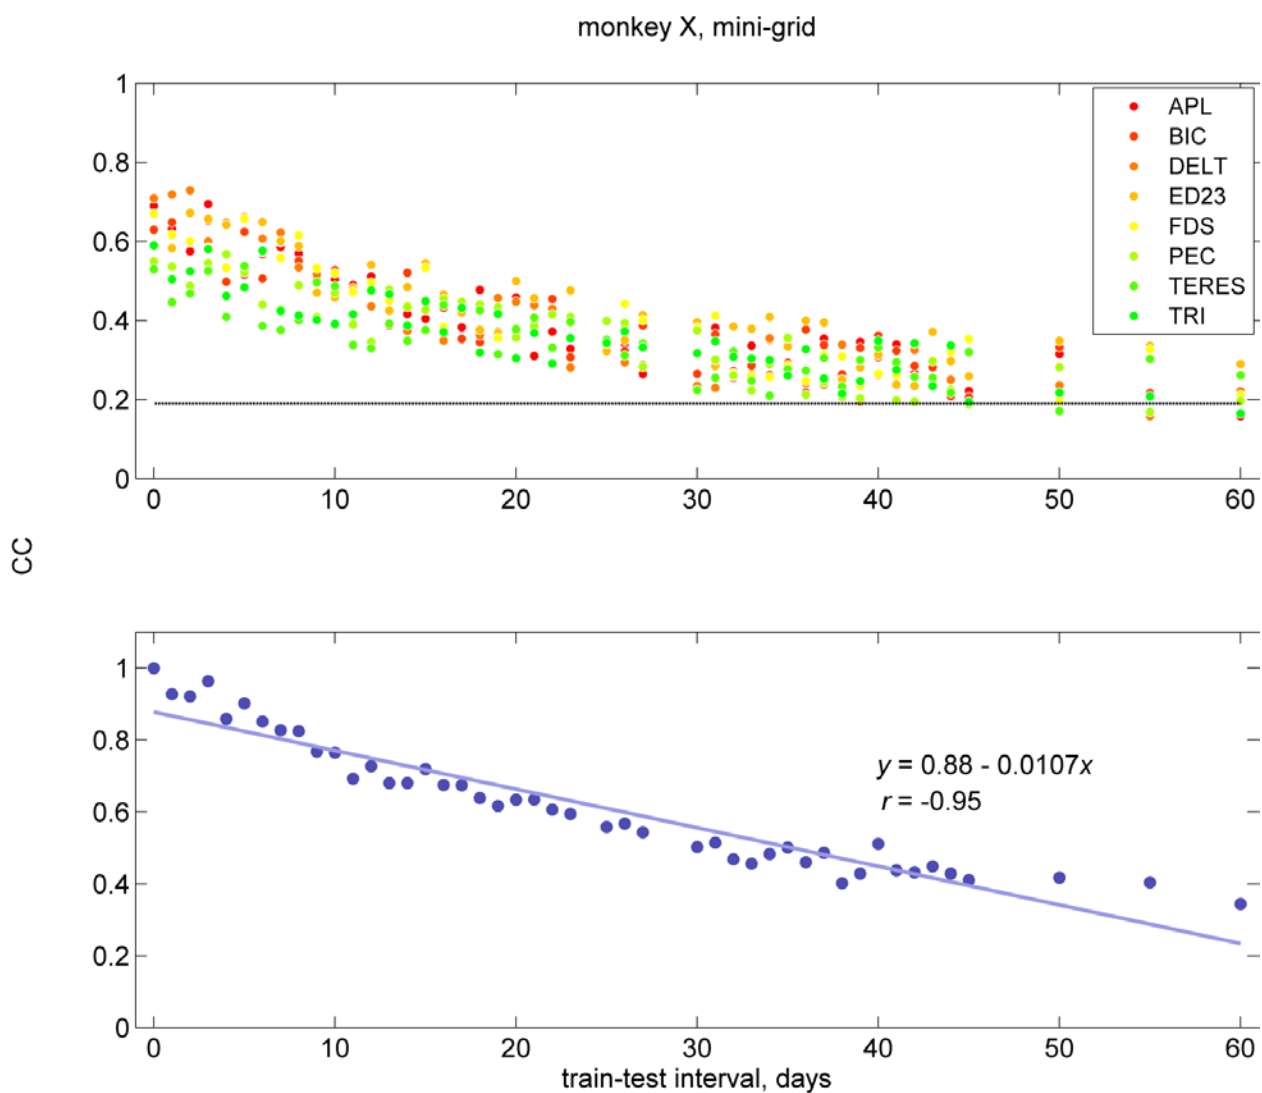 monkey X, mini-grid
1
0.8
0.6
0.4
0.2
0
0 10 20 30 40 50 60
APL
BIC
DELT
ED23
FDS
PEC
TERES
TRI
CC
1
0.8
0.6
0.4
0.2
0
y = 0.88 - 0.0107x
r = -0.95
0 10 20 30 40 50 60
train-test interval, days